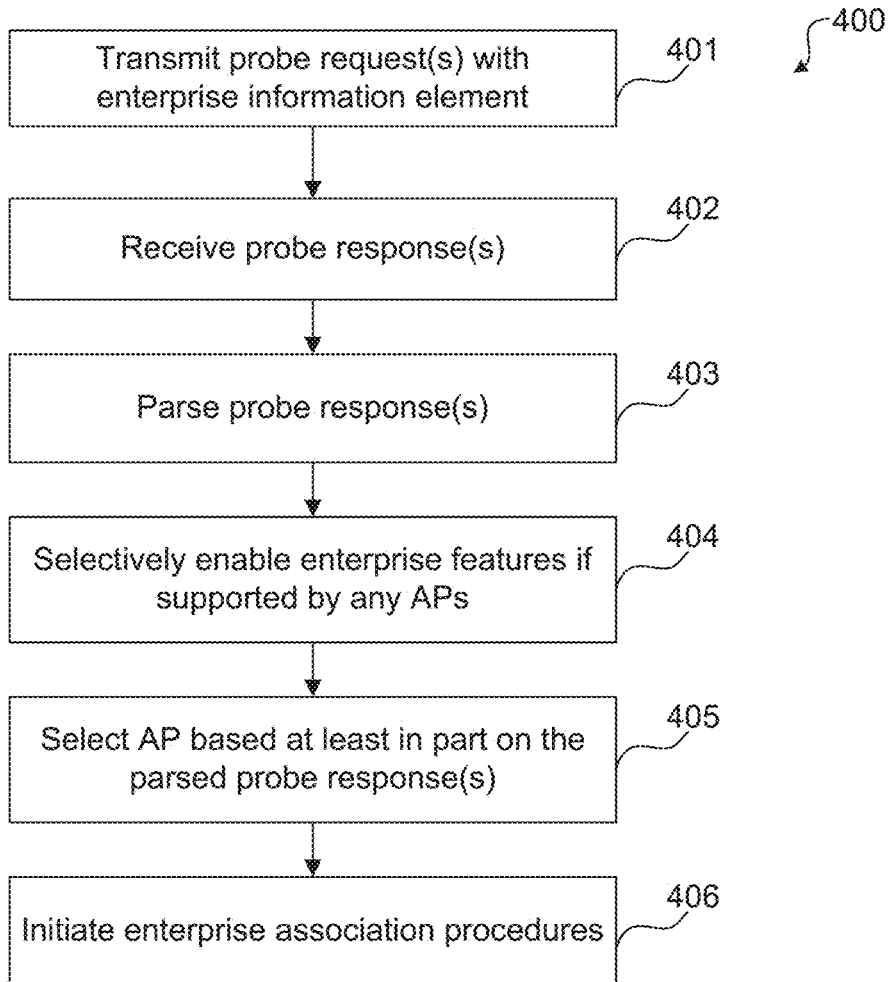 400
Transmit probe request(s) with
enterprise information element
401
Receive probe response(s)
402
Parse probe response(s)
403
Selectively enable enterprise features if
supported by any APs
404
Select AP based at least in part on the
parsed probe response(s)
405
Initiate enterprise association procedures
406